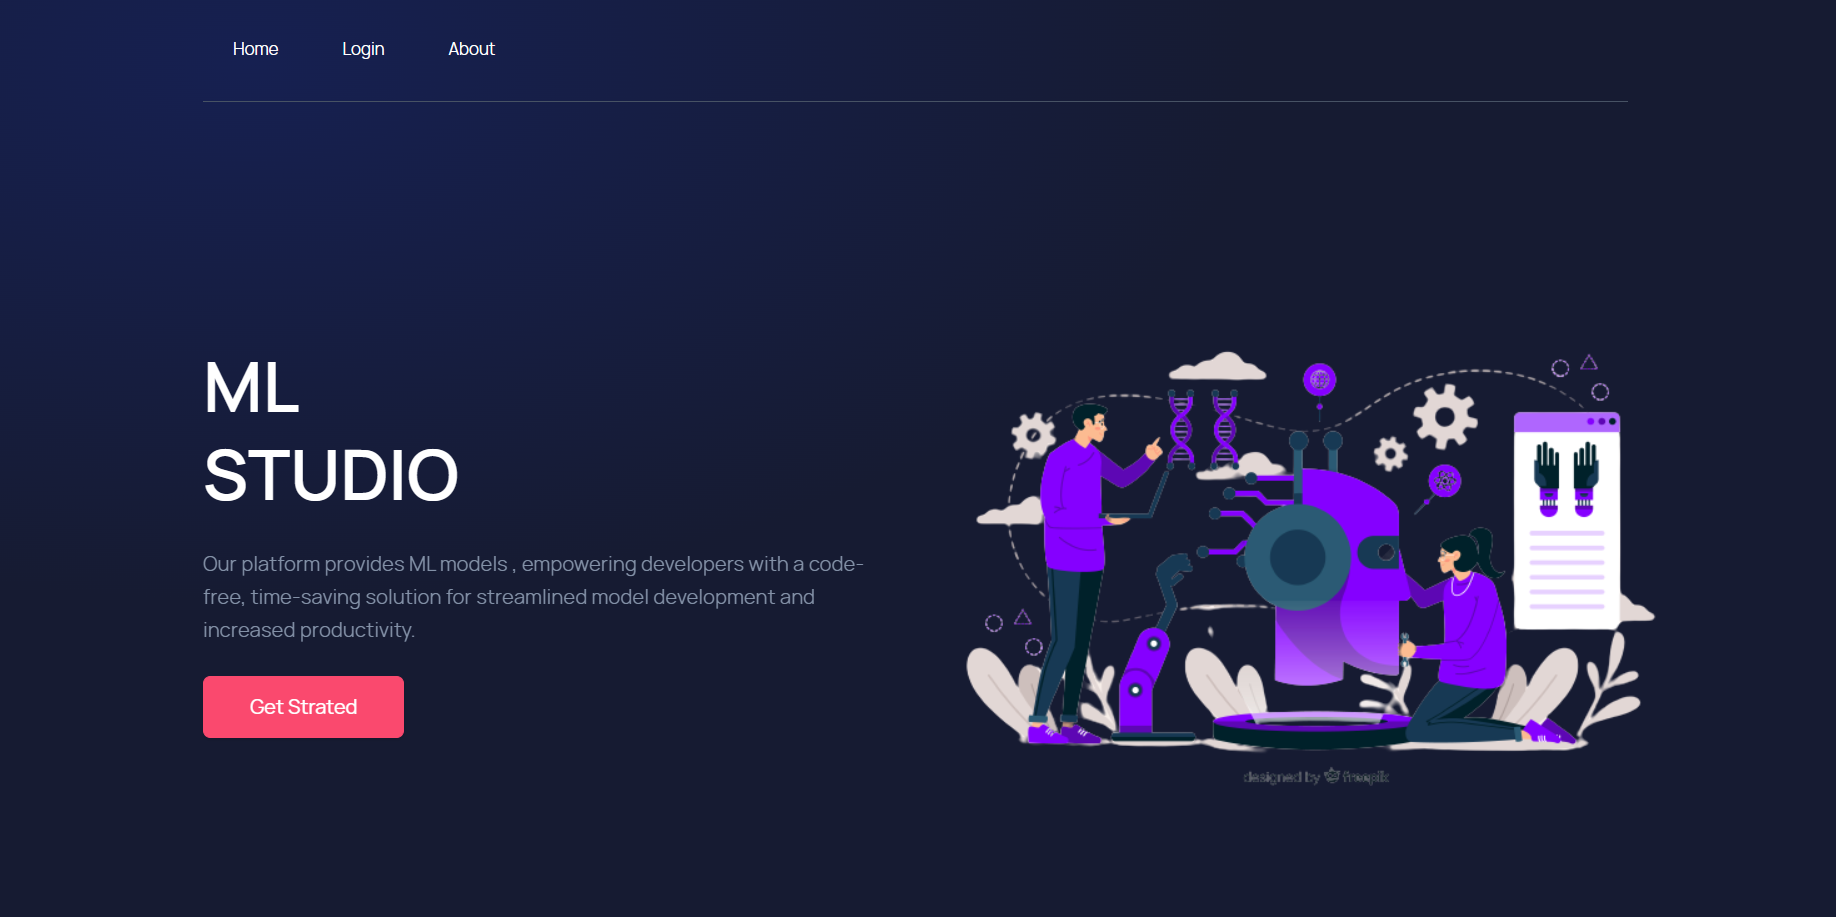 Home Login About
ML
STUDIO
Our platform provides ML models , empowering developers with a code-
free, time-saving solution for streamlined model development and
increased productivity.
Get Strated
designed by freepik